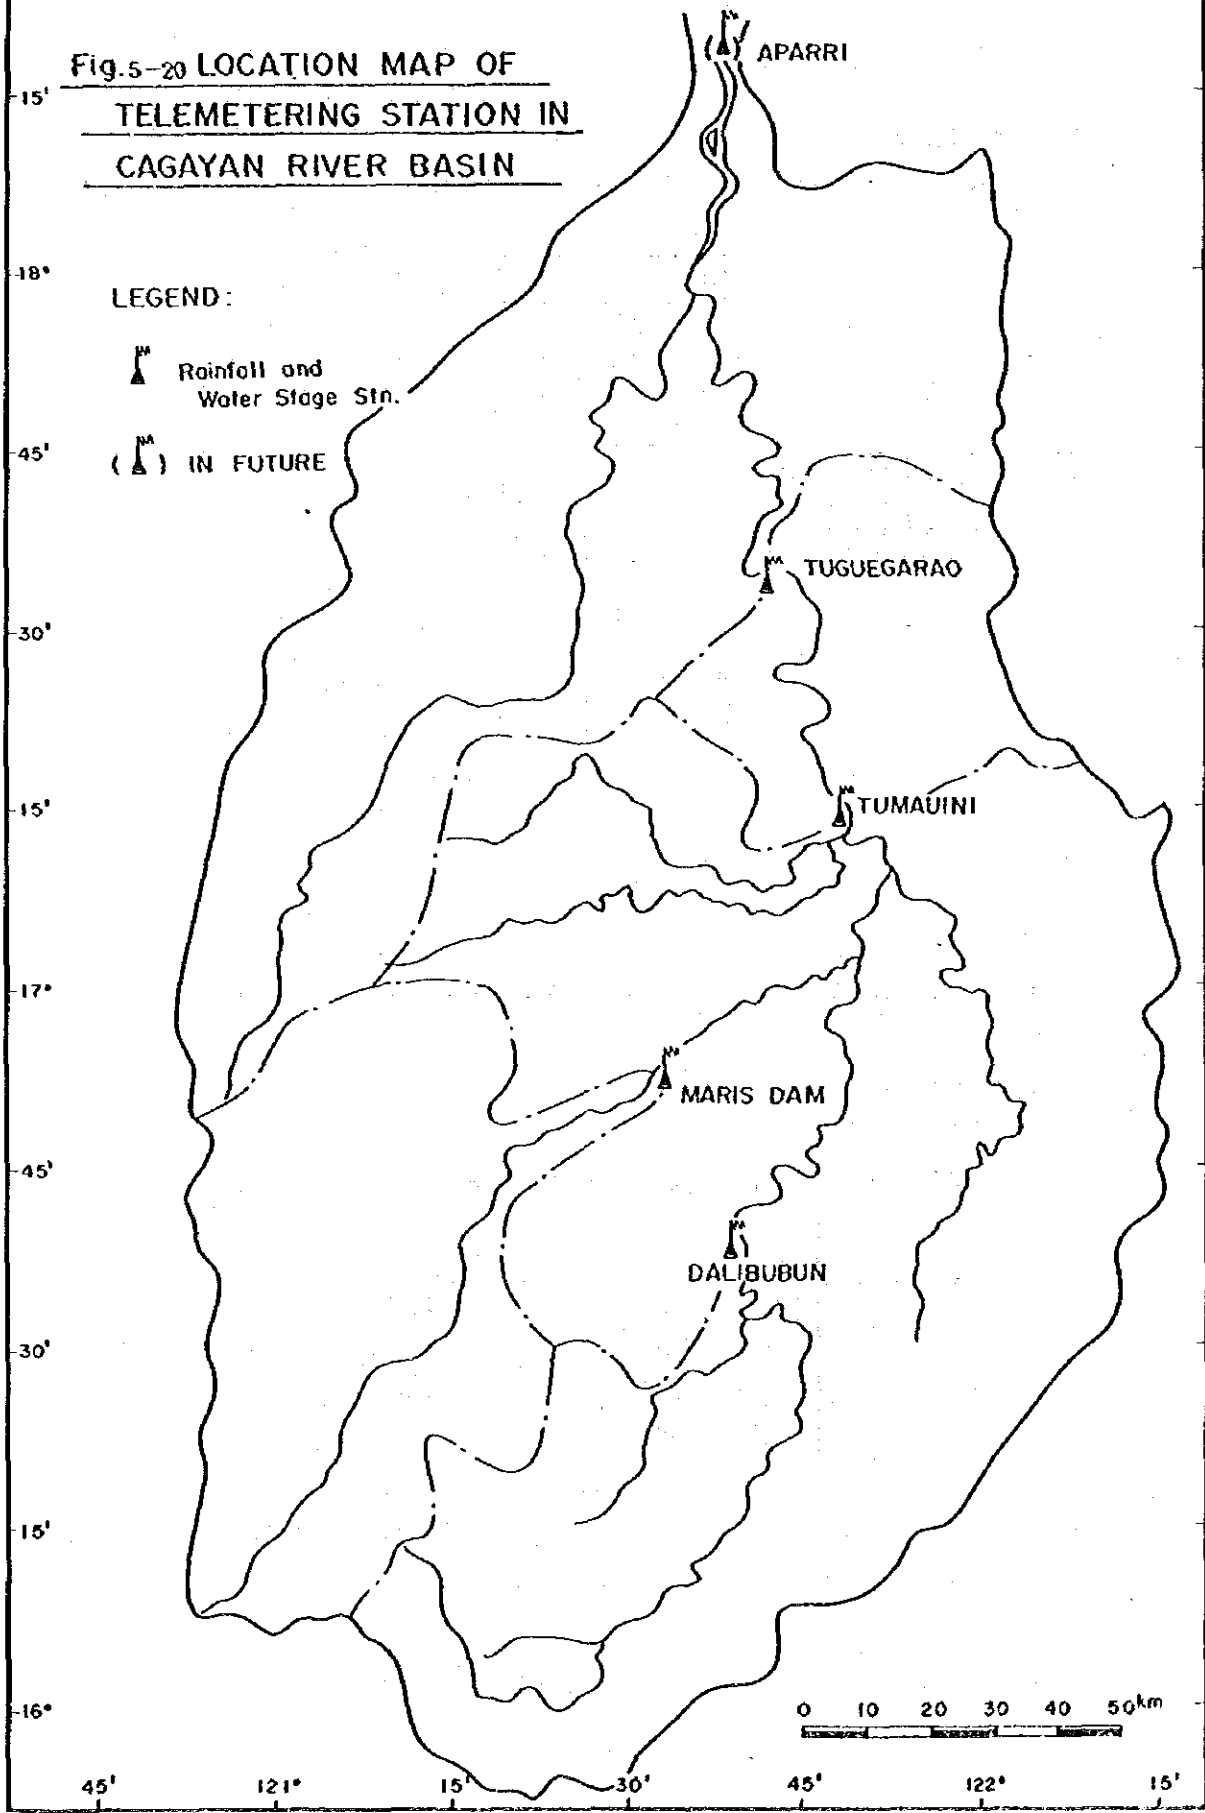 Fig.5-20 LOCATION MAP OF
TELEMETERING STATION IN
CAGAYAN RIVER BASIN
( ) APARRI
15'
18°
LEGEND:
Rainfall and
Water Stage Stn.
( ) IN FUTURE
45'
TUGUEGARAO
30'
15'
TUMAUINI
17°
MARIS DAM
45'
DALIBUBUN
30'
15'
16°
0 10 20 30 40 50km
45' 121° 15' 30' 45' 122° 15'